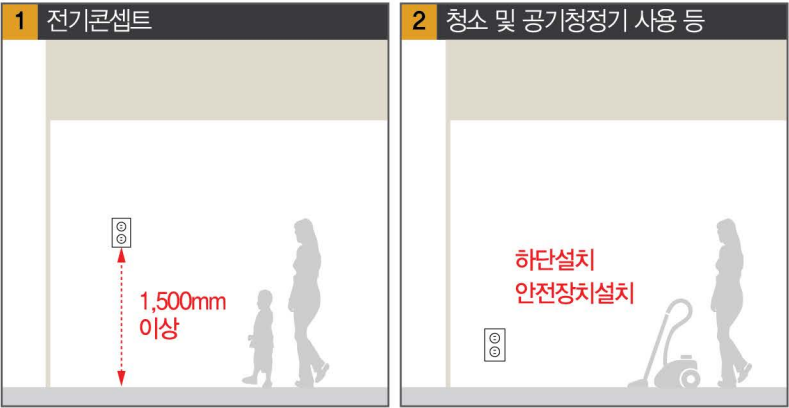 1 전기콘셉트
1,500mm
이상
2 청소 및 공기청정기 사용 등
하단설치
안전장치설치